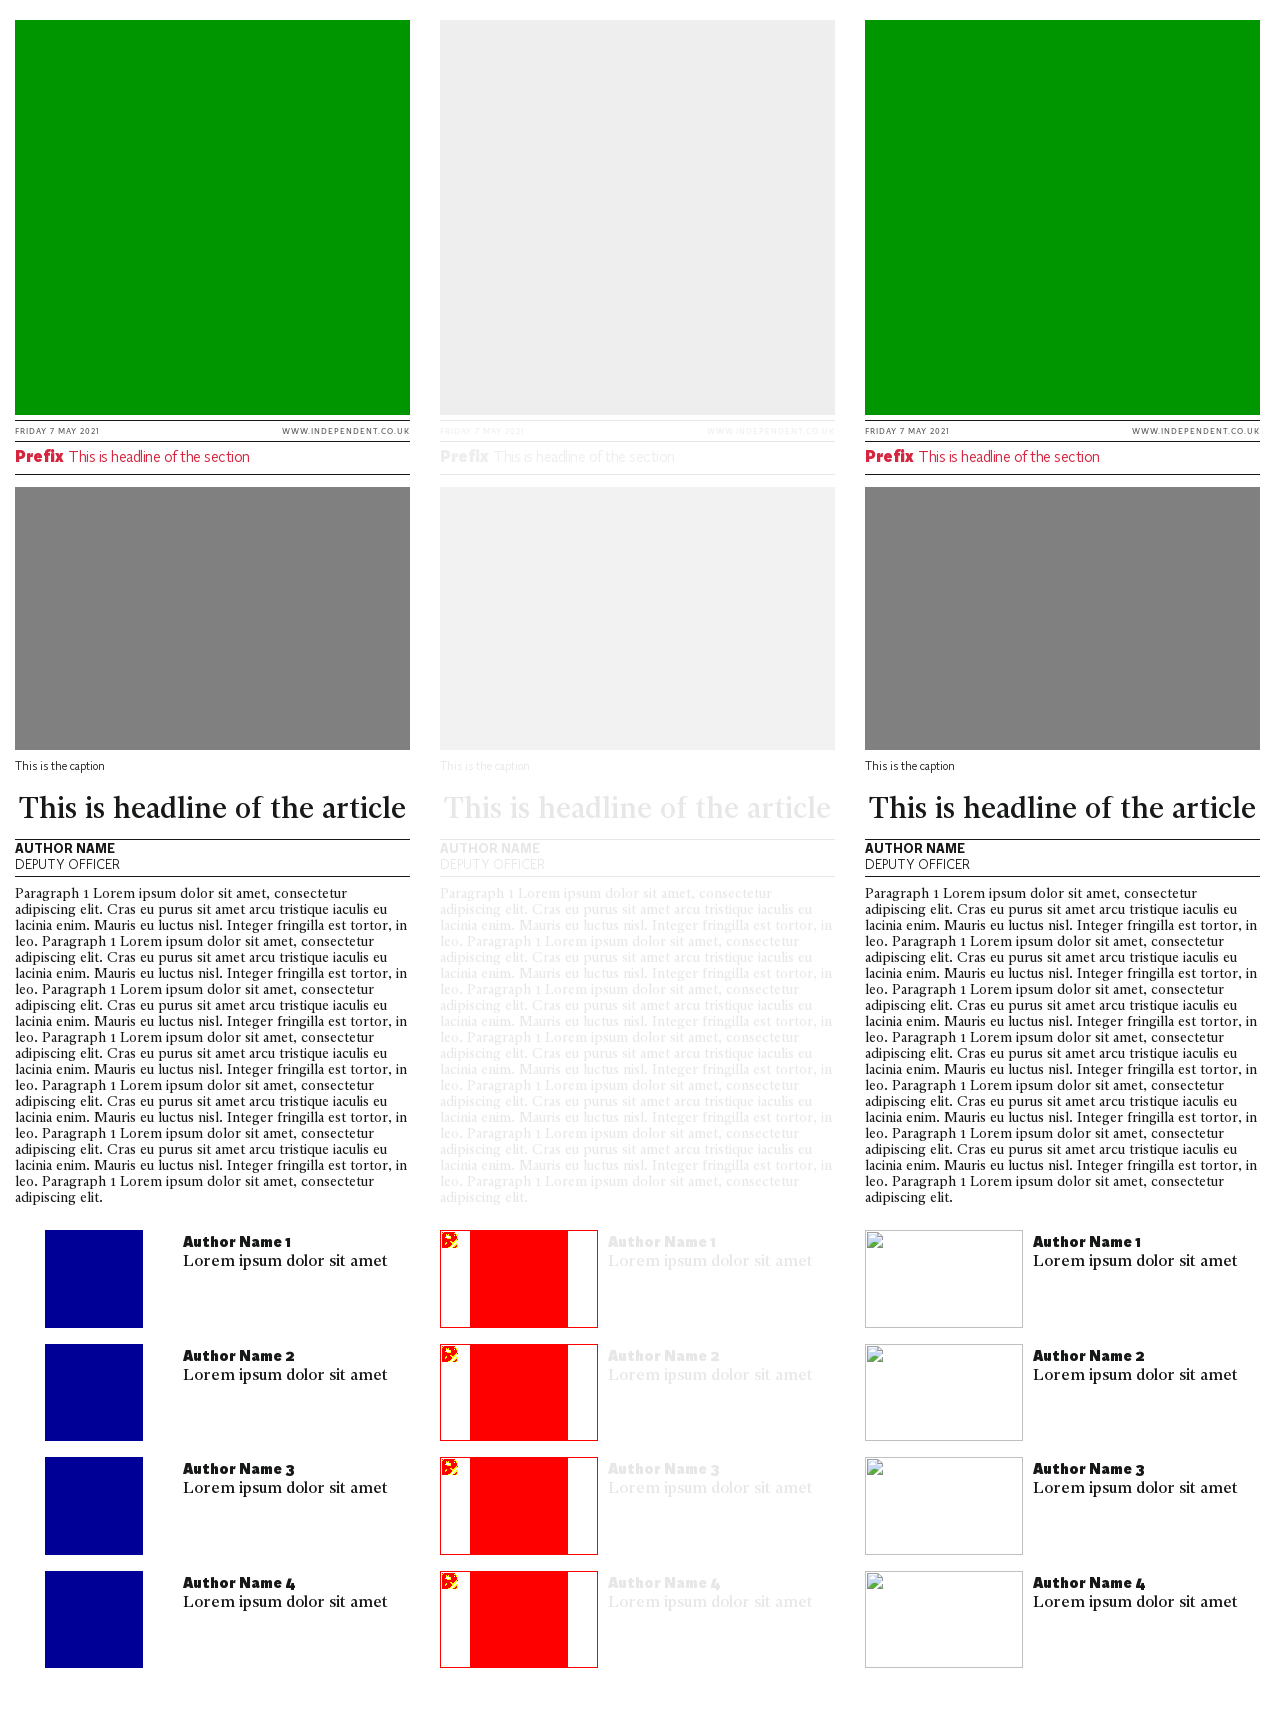 FRIDAY 7 MAY 2021 WWW.INDEPENDENT.CO.UK
Prefix This is headline of the section
This is the caption
This is headline of the article
AUTHOR NAME
DEPUTY OFFICER
Paragraph 1 Lorem ipsum dolor sit amet, consectetur
adipiscing elit. Cras eu purus sit amet arcu tristique iaculis eu
lacinia enim. Mauris eu luctus nisl. Integer fringilla est tortor, in
leo. Paragraph 1 Lorem ipsum dolor sit amet, consectetur
adipiscing elit. Cras eu purus sit amet arcu tristique iaculis eu
lacinia enim. Mauris eu luctus nisl. Integer fringilla est tortor, in
leo. Paragraph 1 Lorem ipsum dolor sit amet, consectetur
adipiscing elit. Cras eu purus sit amet arcu tristique iaculis eu
lacinia enim. Mauris eu luctus nisl. Integer fringilla est tortor, in
leo. Paragraph 1 Lorem ipsum dolor sit amet, consectetur
adipiscing elit. Cras eu purus sit amet arcu tristique iaculis eu
lacinia enim. Mauris eu luctus nisl. Integer fringilla est tortor, in
leo. Paragraph 1 Lorem ipsum dolor sit amet, consectetur
adipiscing elit. Cras eu purus sit amet arcu tristique iaculis eu
lacinia enim. Mauris eu luctus nisl. Integer fringilla est tortor, in
leo. Paragraph 1 Lorem ipsum dolor sit amet, consectetur
adipiscing elit. Cras eu purus sit amet arcu tristique iaculis eu
lacinia enim. Mauris eu luctus nisl. Integer fringilla est tortor, in
leo. Paragraph 1 Lorem ipsum dolor sit amet, consectetur
adipiscing elit.
Author Name 1
Lorem ipsum dolor sit amet
Author Name 2
Lorem ipsum dolor sit amet
Author Name 3
Lorem ipsum dolor sit amet
Author Name 4
Lorem ipsum dolor sit amet
FRIDAY 7 MAY 2021 WWW.INDEPENDENT.CO.UK
Prefix This is headline of the section
This is the caption
This is headline of the article
AUTHOR NAME
DEPUTY OFFICER
Paragraph 1 Lorem ipsum dolor sit amet, consectetur
adipiscing elit. Cras eu purus sit amet arcu tristique iaculis eu
lacinia enim. Mauris eu luctus nisl. Integer fringilla est tortor, in
leo. Paragraph 1 Lorem ipsum dolor sit amet, consectetur
adipiscing elit. Cras eu purus sit amet arcu tristique iaculis eu
lacinia enim. Mauris eu luctus nisl. Integer fringilla est tortor, in
leo. Paragraph 1 Lorem ipsum dolor sit amet, consectetur
adipiscing elit. Cras eu purus sit amet arcu tristique iaculis eu
lacinia enim. Mauris eu luctus nisl. Integer fringilla est tortor, in
leo. Paragraph 1 Lorem ipsum dolor sit amet, consectetur
adipiscing elit. Cras eu purus sit amet arcu tristique iaculis eu
lacinia enim. Mauris eu luctus nisl. Integer fringilla est tortor, in
leo. Paragraph 1 Lorem ipsum dolor sit amet, consectetur
adipiscing elit. Cras eu purus sit amet arcu tristique iaculis eu
lacinia enim. Mauris eu luctus nisl. Integer fringilla est tortor, in
leo. Paragraph 1 Lorem ipsum dolor sit amet, consectetur
adipiscing elit. Cras eu purus sit amet arcu tristique iaculis eu
lacinia enim. Mauris eu luctus nisl. Integer fringilla est tortor, in
leo. Paragraph 1 Lorem ipsum dolor sit amet, consectetur
adipiscing elit.
Author Name 1
Lorem ipsum dolor sit amet
Author Name 2
Lorem ipsum dolor sit amet
Author Name 3
Lorem ipsum dolor sit amet
Author Name 4
Lorem ipsum dolor sit amet
FRIDAY 7 MAY 2021 WWW.INDEPENDENT.CO.UK
Prefix This is headline of the section
This is the caption
This is headline of the article
AUTHOR NAME
DEPUTY OFFICER
Paragraph 1 Lorem ipsum dolor sit amet, consectetur
adipiscing elit. Cras eu purus sit amet arcu tristique iaculis eu
lacinia enim. Mauris eu luctus nisl. Integer fringilla est tortor, in
leo. Paragraph 1 Lorem ipsum dolor sit amet, consectetur
adipiscing elit. Cras eu purus sit amet arcu tristique iaculis eu
lacinia enim. Mauris eu luctus nisl. Integer fringilla est tortor, in
leo. Paragraph 1 Lorem ipsum dolor sit amet, consectetur
adipiscing elit. Cras eu purus sit amet arcu tristique iaculis eu
lacinia enim. Mauris eu luctus nisl. Integer fringilla est tortor, in
leo. Paragraph 1 Lorem ipsum dolor sit amet, consectetur
adipiscing elit. Cras eu purus sit amet arcu tristique iaculis eu
lacinia enim. Mauris eu luctus nisl. Integer fringilla est tortor, in
leo. Paragraph 1 Lorem ipsum dolor sit amet, consectetur
adipiscing elit. Cras eu purus sit amet arcu tristique iaculis eu
lacinia enim. Mauris eu luctus nisl. Integer fringilla est tortor, in
leo. Paragraph 1 Lorem ipsum dolor sit amet, consectetur
adipiscing elit. Cras eu purus sit amet arcu tristique iaculis eu
lacinia enim. Mauris eu luctus nisl. Integer fringilla est tortor, in
leo. Paragraph 1 Lorem ipsum dolor sit amet, consectetur
adipiscing elit.
Author Name 1
Lorem ipsum dolor sit amet
Author Name 2
Lorem ipsum dolor sit amet
Author Name 3
Lorem ipsum dolor sit amet
Author Name 4
Lorem ipsum dolor sit amet